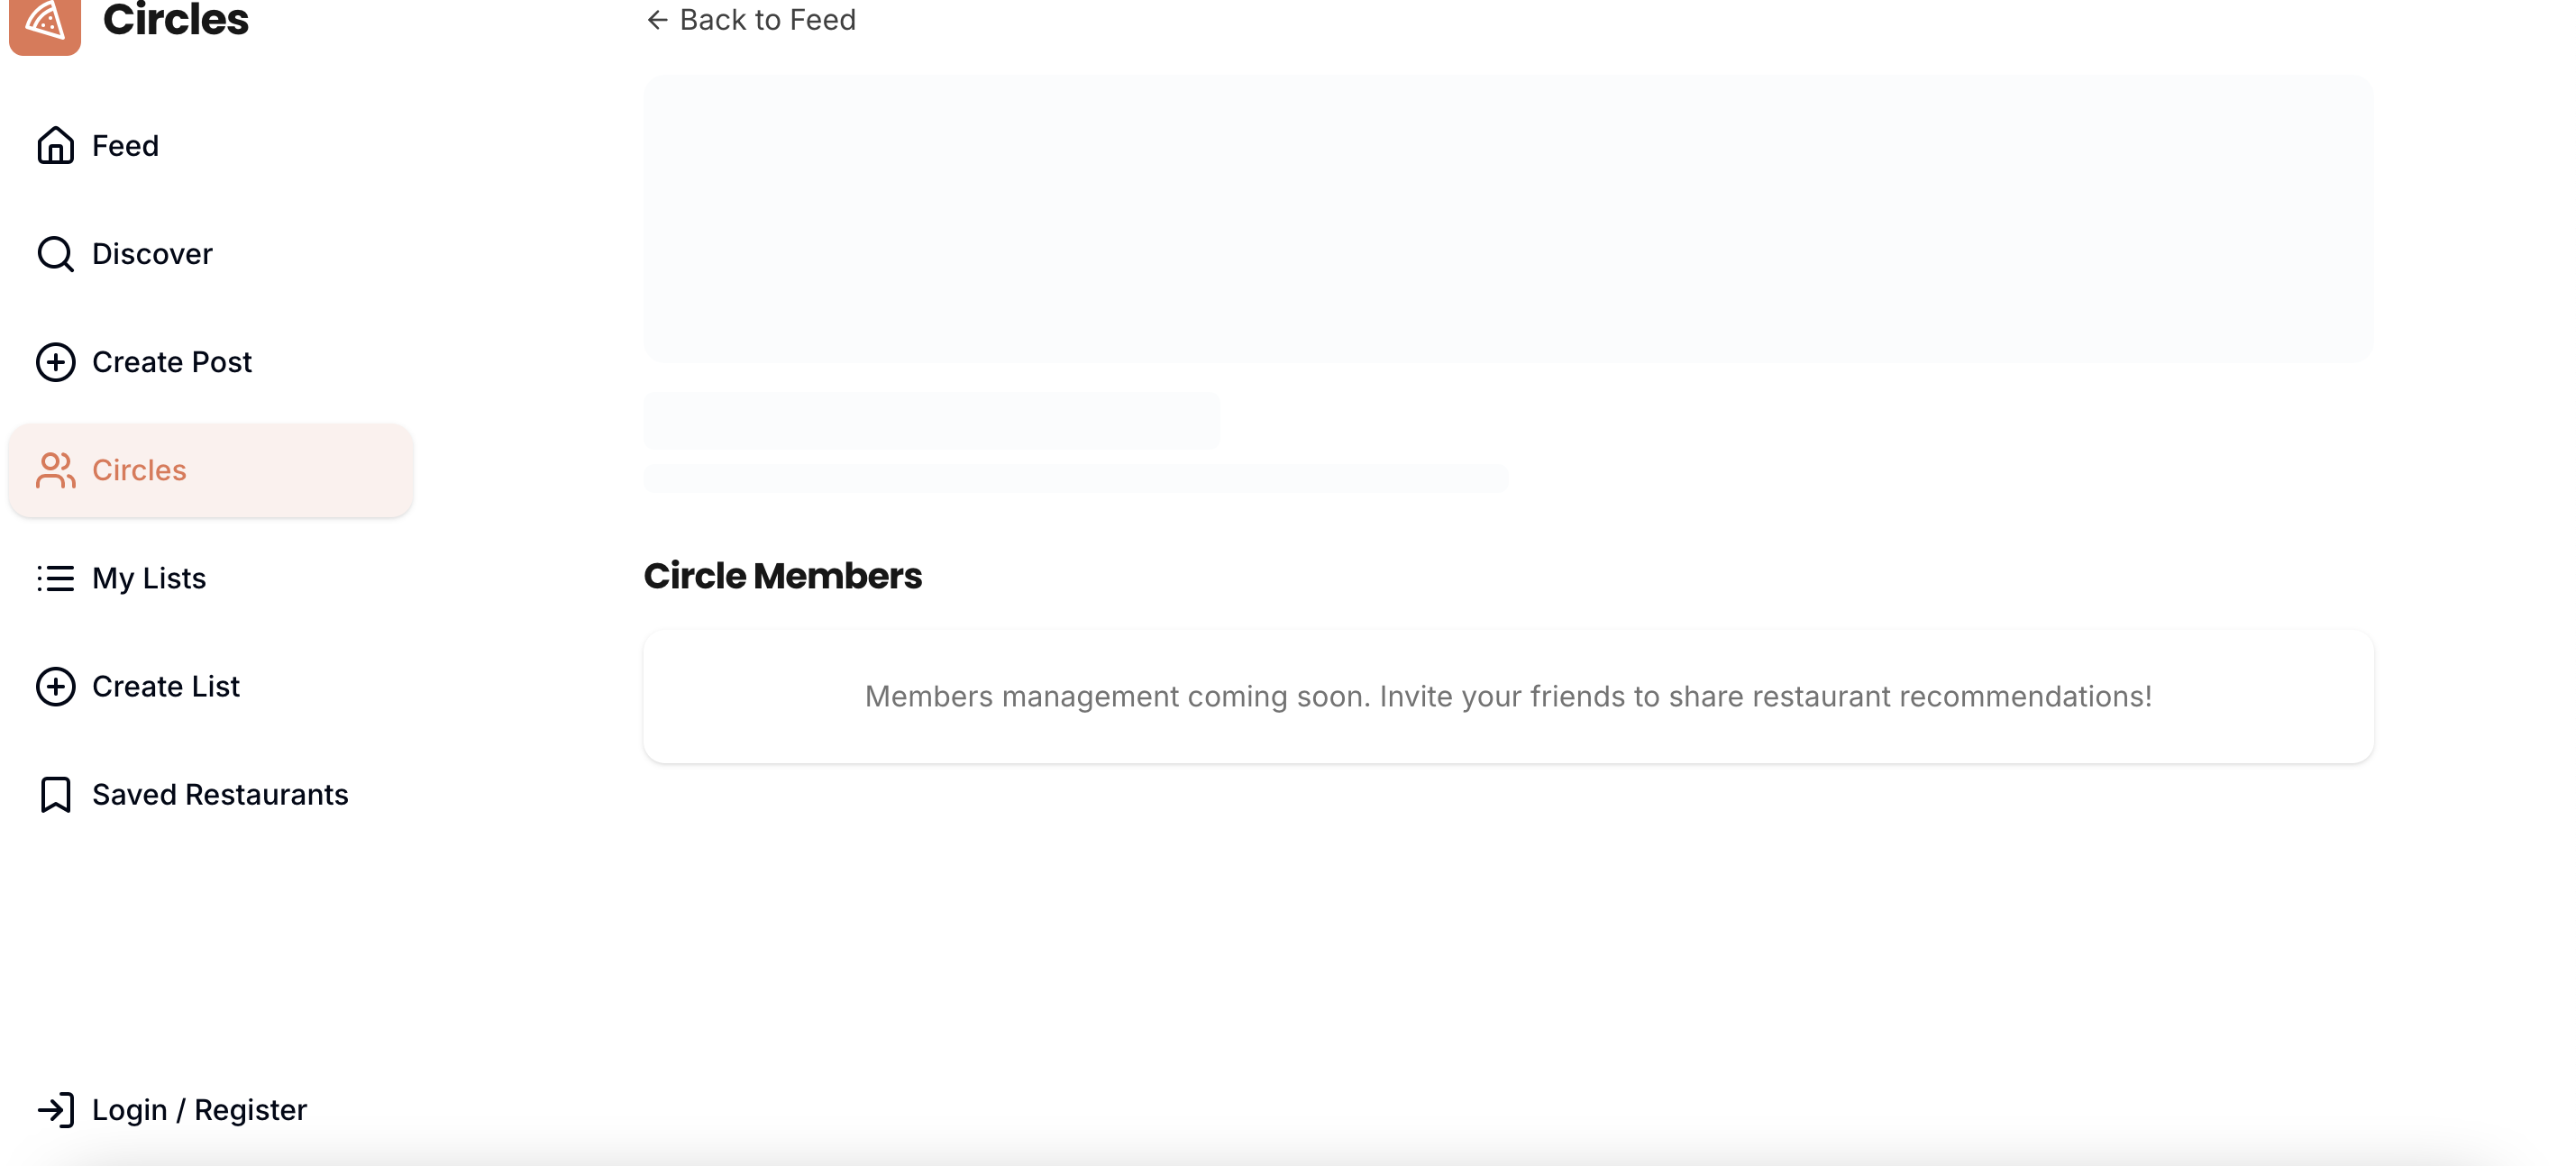 Circles
Feed
Discover
Create Post
Circles
My Lists
Create List
Saved Restaurants
Login / Register
← Back to Feed
Circle Members
Members management coming soon. Invite your friends to share restaurant recommendations!